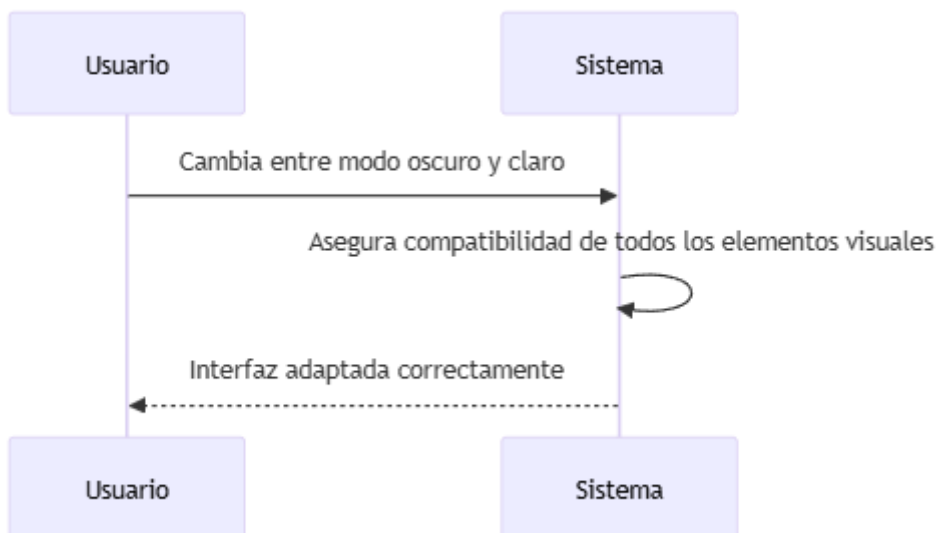 Usuario
Sistema
Cambia entre modo oscuro y claro
Asegura compatibilidad de todos los elementos visuales
Interfaz adaptada correctamente
Usuario
Sistema